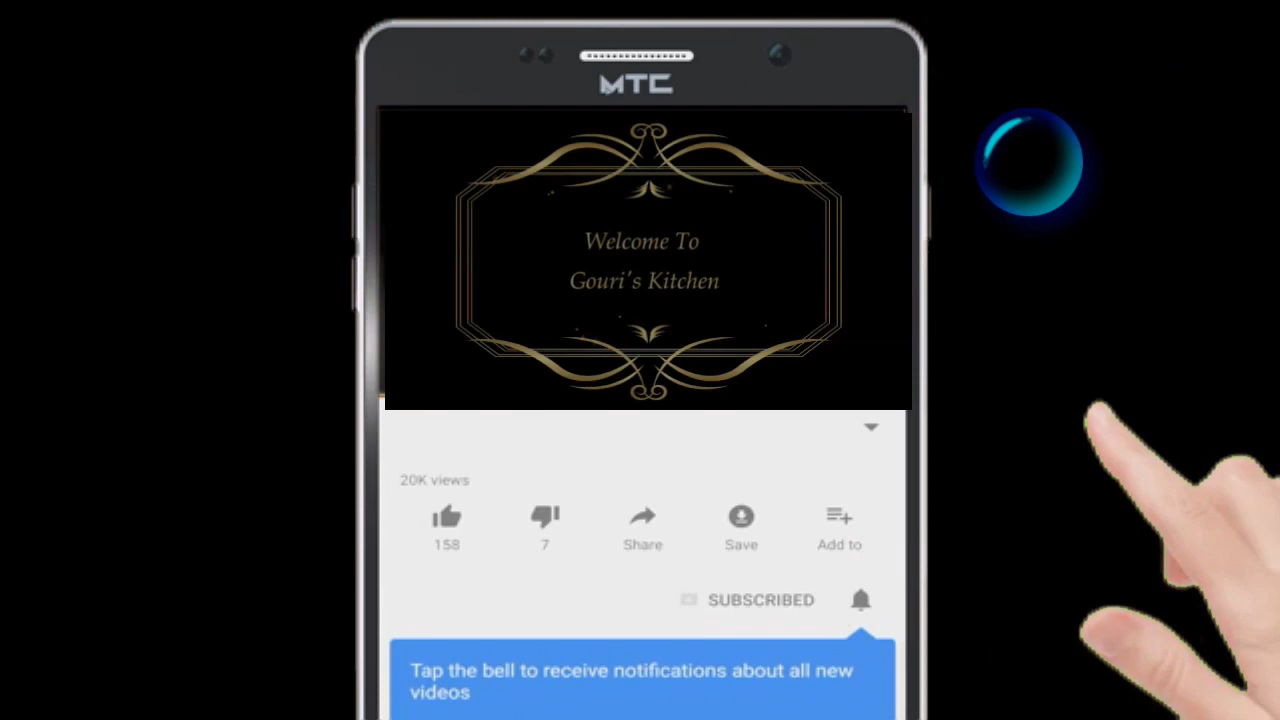 MTC
Welcome To
Gouri's Kitchen
20K views
158
7
Share
Save
Add to
SUBSCRIBED
Tap the bell to receive notifications about all new
videos